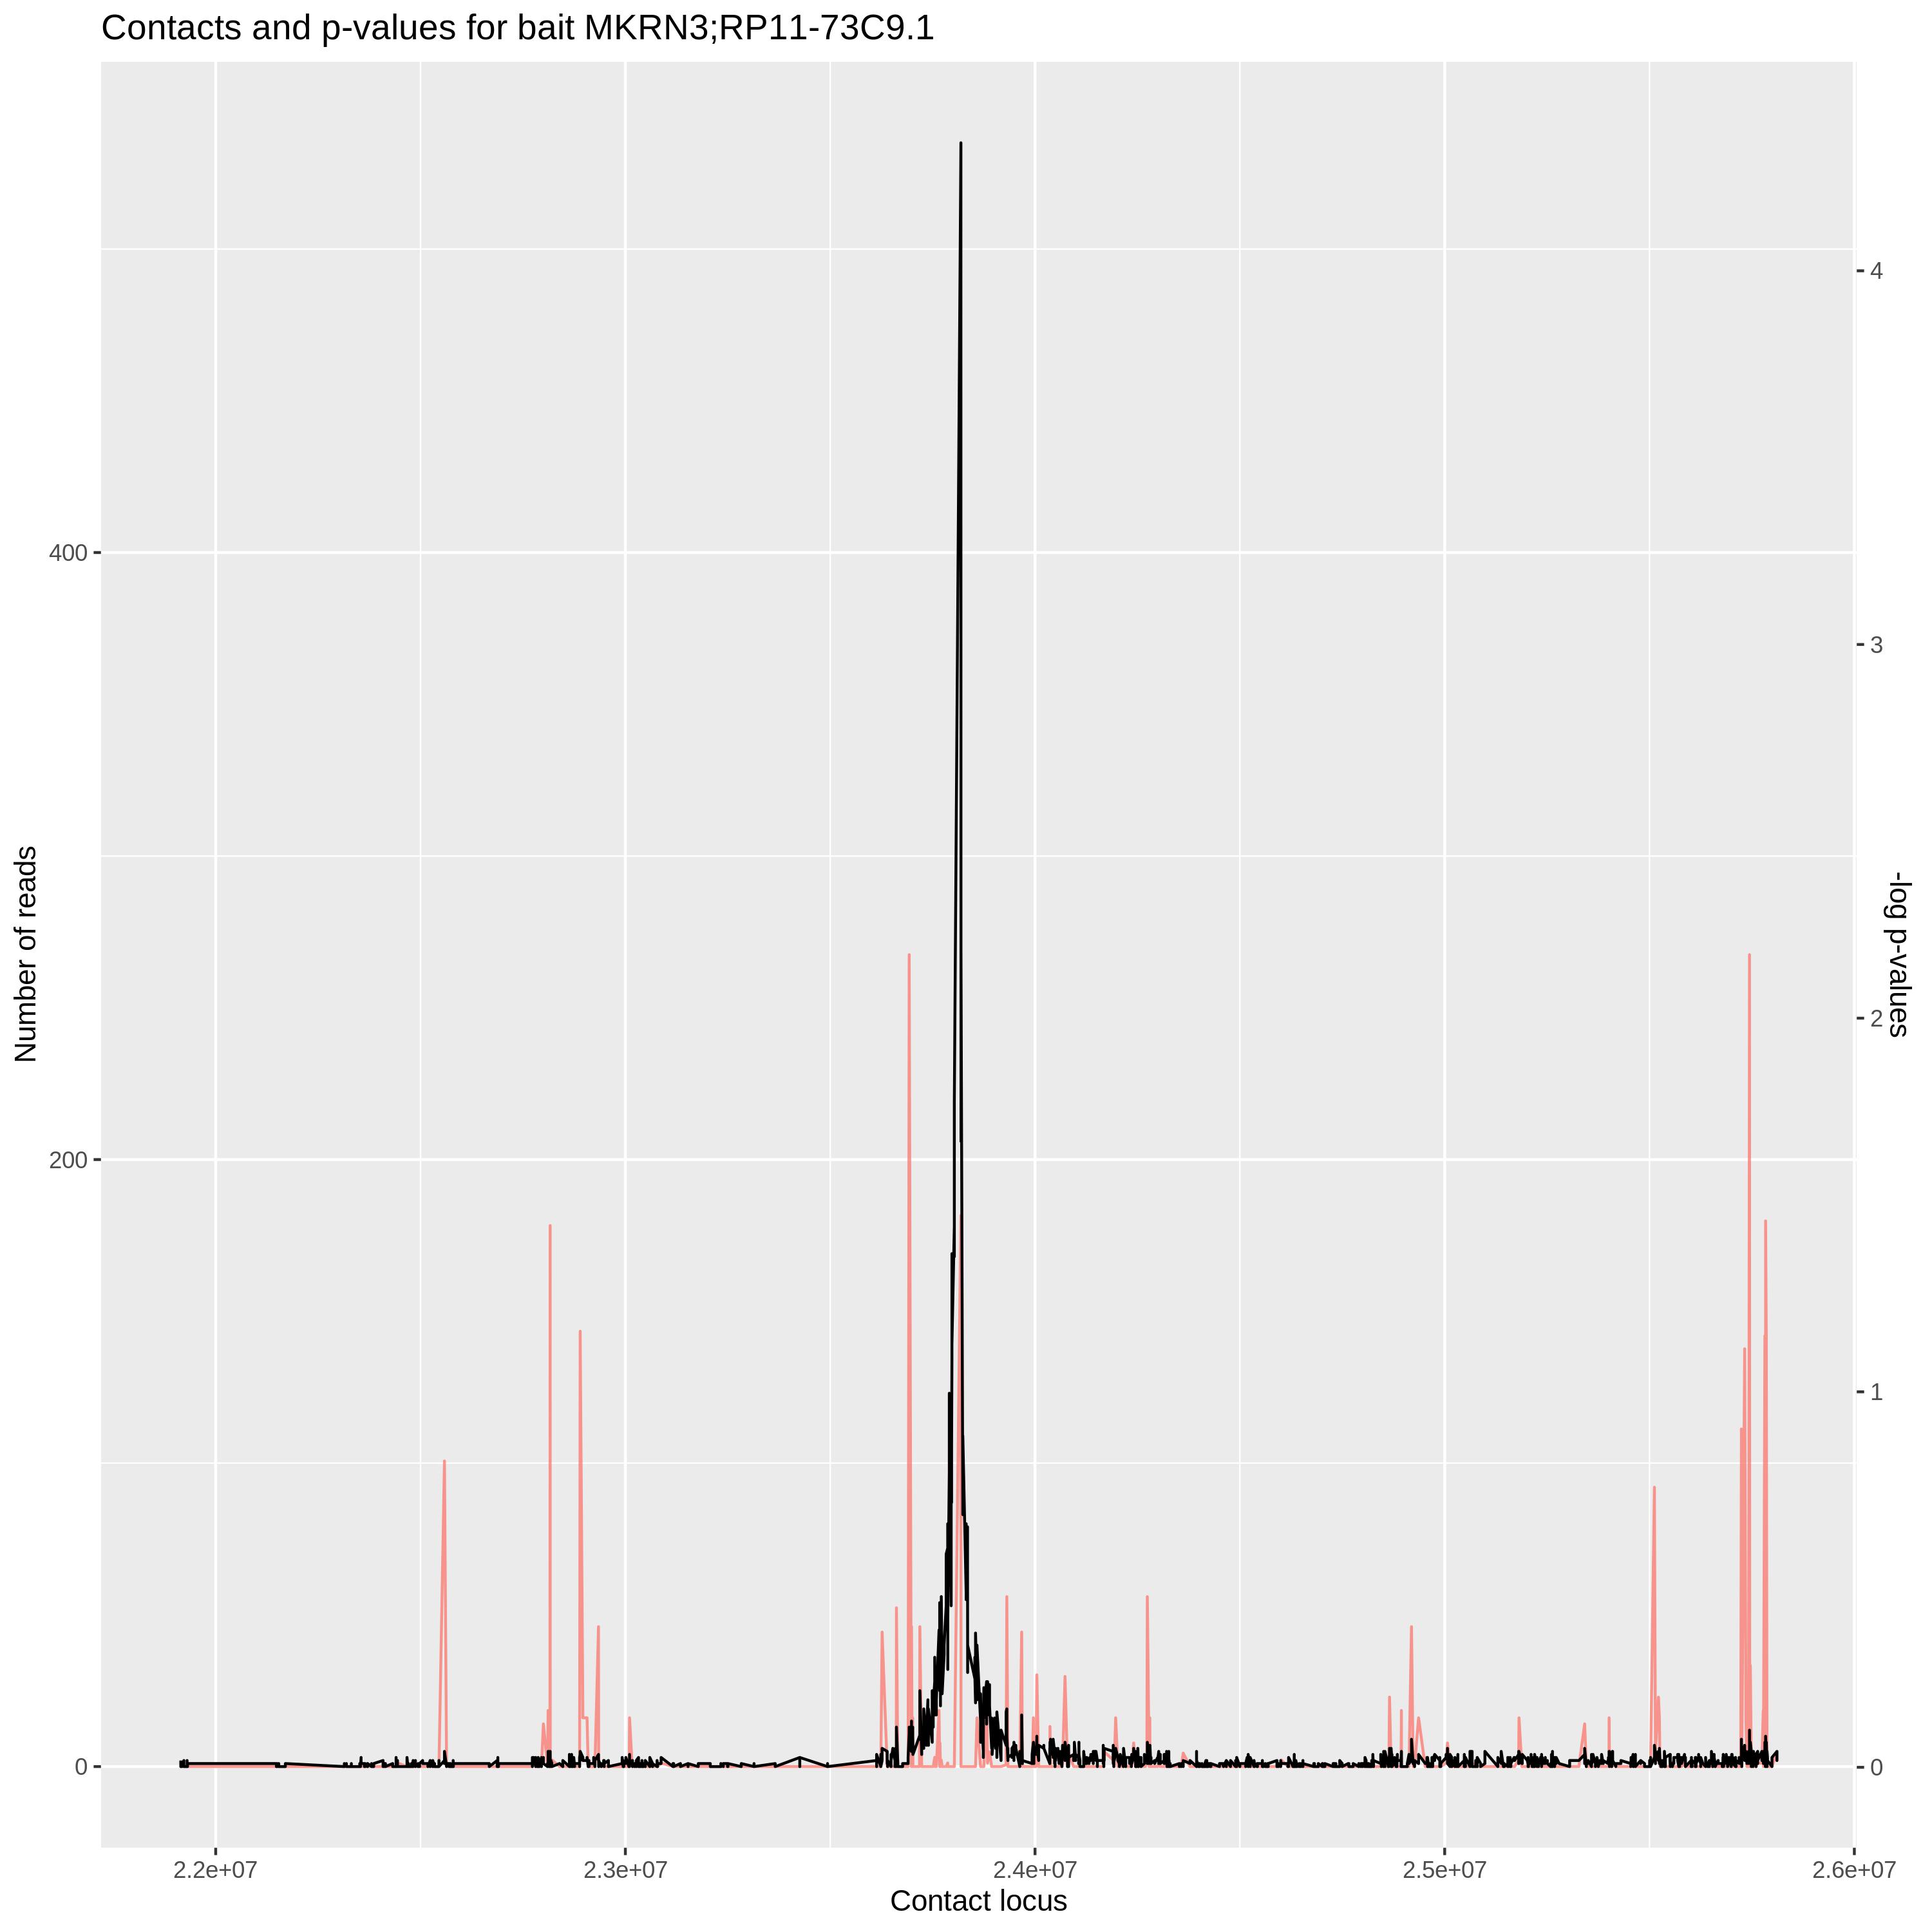 Contacts and p-values for bait MKRN3;RP11-73C9.1
Number of reads
400
200
0
4
3
2
1
0
-log p-values
2.2e+07 2.3e+07 2.4e+07 2.5e+07 2.6e+07
Contact locus